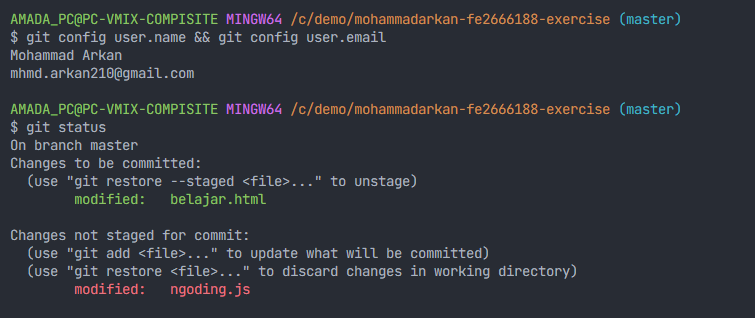 AMADA_PC@PC-VMIX-COMPISITE MINGW64 /c/demo/mohammadarkan-fe2666188-exercise (master)
$ git config user.name && git config user.email
Mohammad Arkan
mhmd.arkan210@gmail.com
AMADA_PC@PC-VMIX-COMPISITE MINGW64 /c/demo/mohammadarkan-fe2666188-exercise (master)
$ git status
On branch master
Changes to be committed:
  (use "git restore --staged <file>..." to unstage)
        modified:   belajar.html
Changes not staged for commit:
  (use "git add <file>..." to update what will be committed)
  (use "git restore <file>..." to discard changes in working directory)
        modified:   ngoding.js